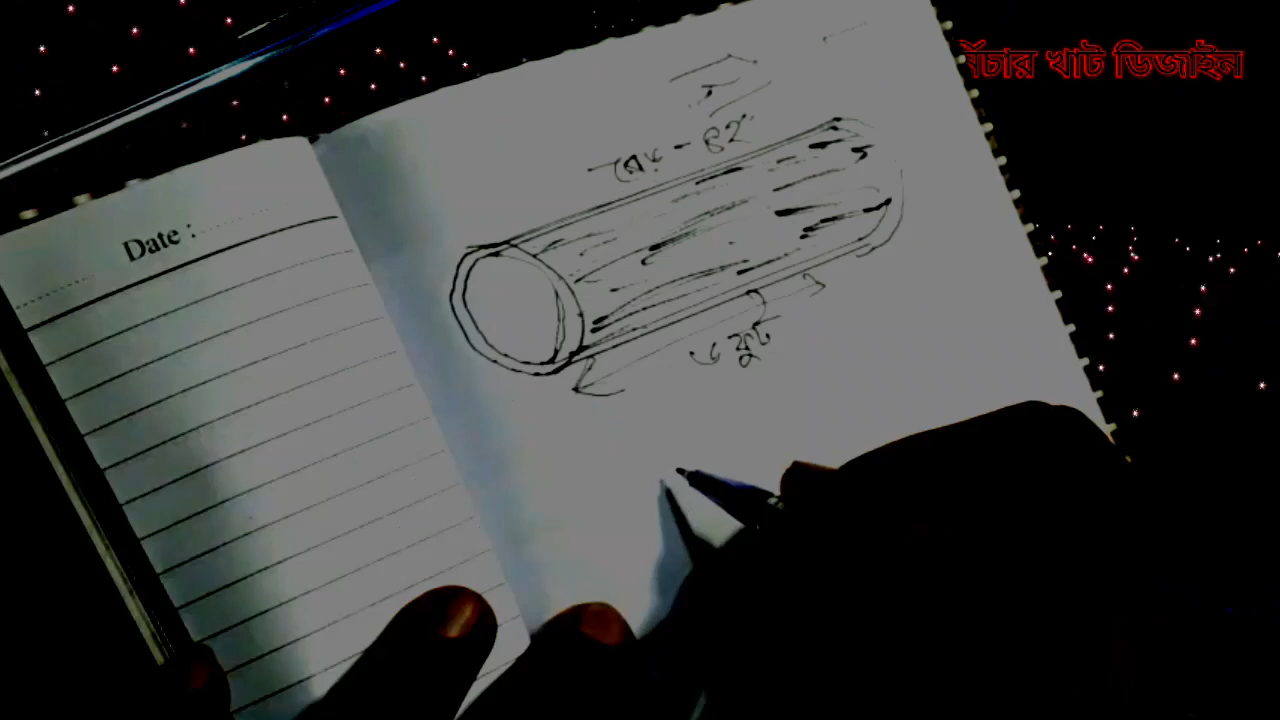 র্ণিচার খাট ডিজাইন
Date :
বেড় - ৪২"
৬ ফুট